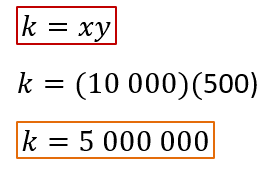 k = xy
k = (10 000)(500)
k = 5 000 000